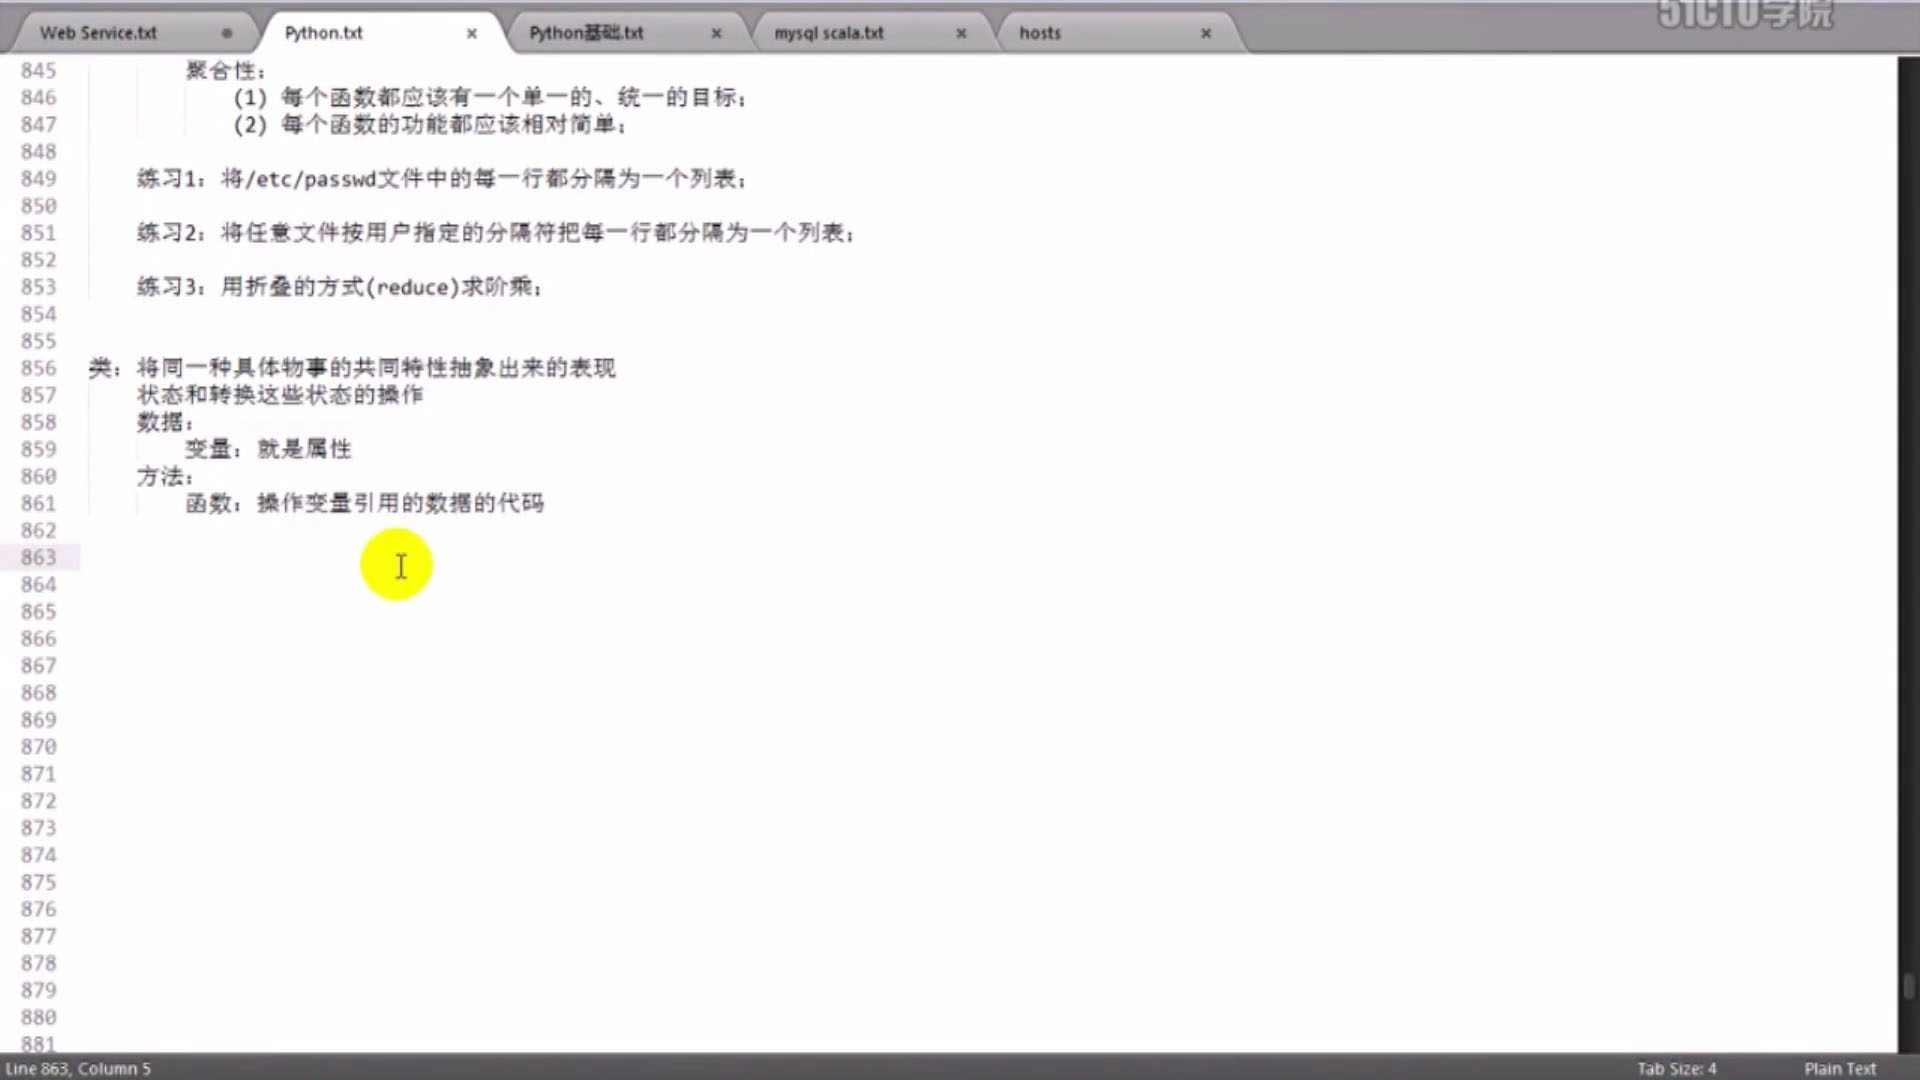 51CTO学院
Web Service.txt
Python.txt
Python基础.txt
mysql scala.txt
hosts
845 聚合性：
846 (1) 每个函数都应该有一个单一的、统一的目标；
847 (2) 每个函数的功能都应该相对简单；
848
849 练习1：将/etc/passwd文件中的每一行都分隔为一个列表；
850
851 练习2：将任意文件按用户指定的分隔符把每一行都分隔为一个列表；
852
853 练习3：用折叠的方式(reduce)求阶乘；
854
855
856 类：将同一种具体物事的共同特性抽象出来的表现
857 状态和转换这些状态的操作
858 数据：
859 变量：就是属性
860 方法：
861 函数：操作变量引用的数据的代码
862
863
864
865
866
867
868
869
870
871
872
873
874
875
876
877
878
879
880
881
Line 863, Column 5
Tab Size: 4
Plain Text